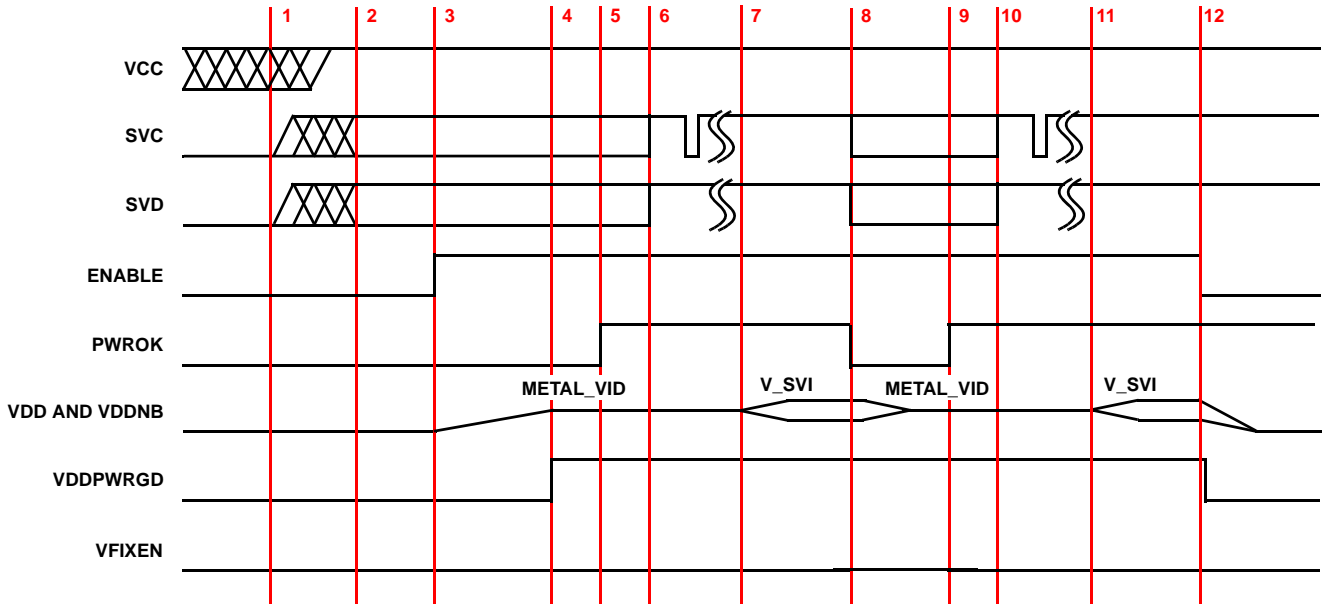 1 2 3 4 5 6 7 8 9 10 11 12
VCC
SVC
SVD
ENABLE
PWROK
METAL_VID V_SVI METAL_VID V_SVI
VDD AND VDDNB
VDDPWRGD
VFIXEN